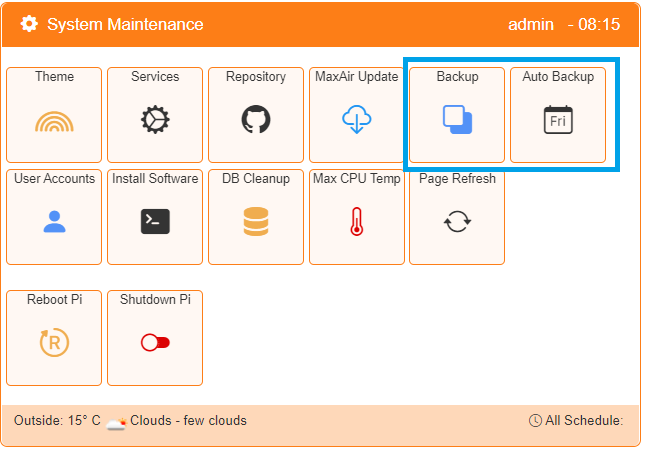 System Maintenance admin - 08:15
Theme Services Repository MaxAir Update Backup Auto Backup
Fri
User Accounts Install Software DB Cleanup Max CPU Temp Page Refresh
>_
Reboot Pi Shutdown Pi
R
Outside: 15° C Clouds - few clouds All Schedule: